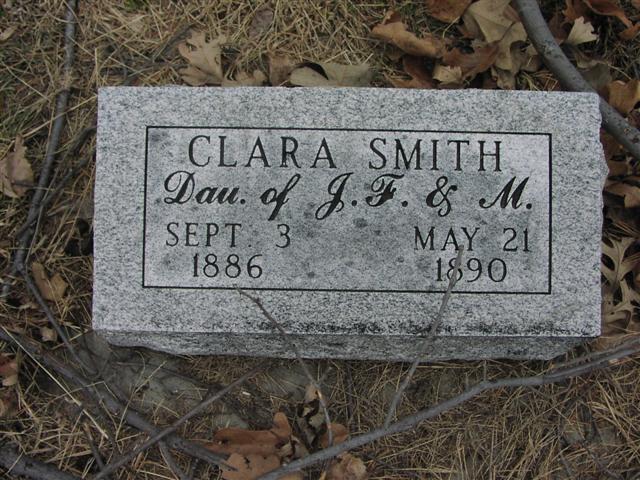 CLARA SMITH
Dau. of J.F. & M.
SEPT. 3 MAY 21
1886 1890